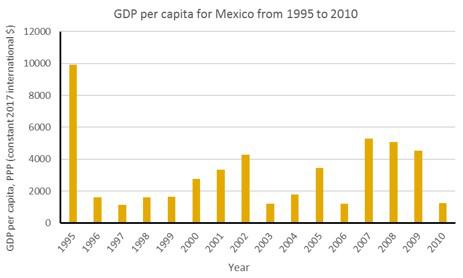 GDP per capita for Mexico from 1995 to 2010
GDP per capita, PPP (constant 2017 international $)
12000
10000
8000
6000
4000
2000
0
1995 1996 1997 1998 1999 2000 2001 2002 2003 2004 2005 2006 2007 2008 2009 2010
Year